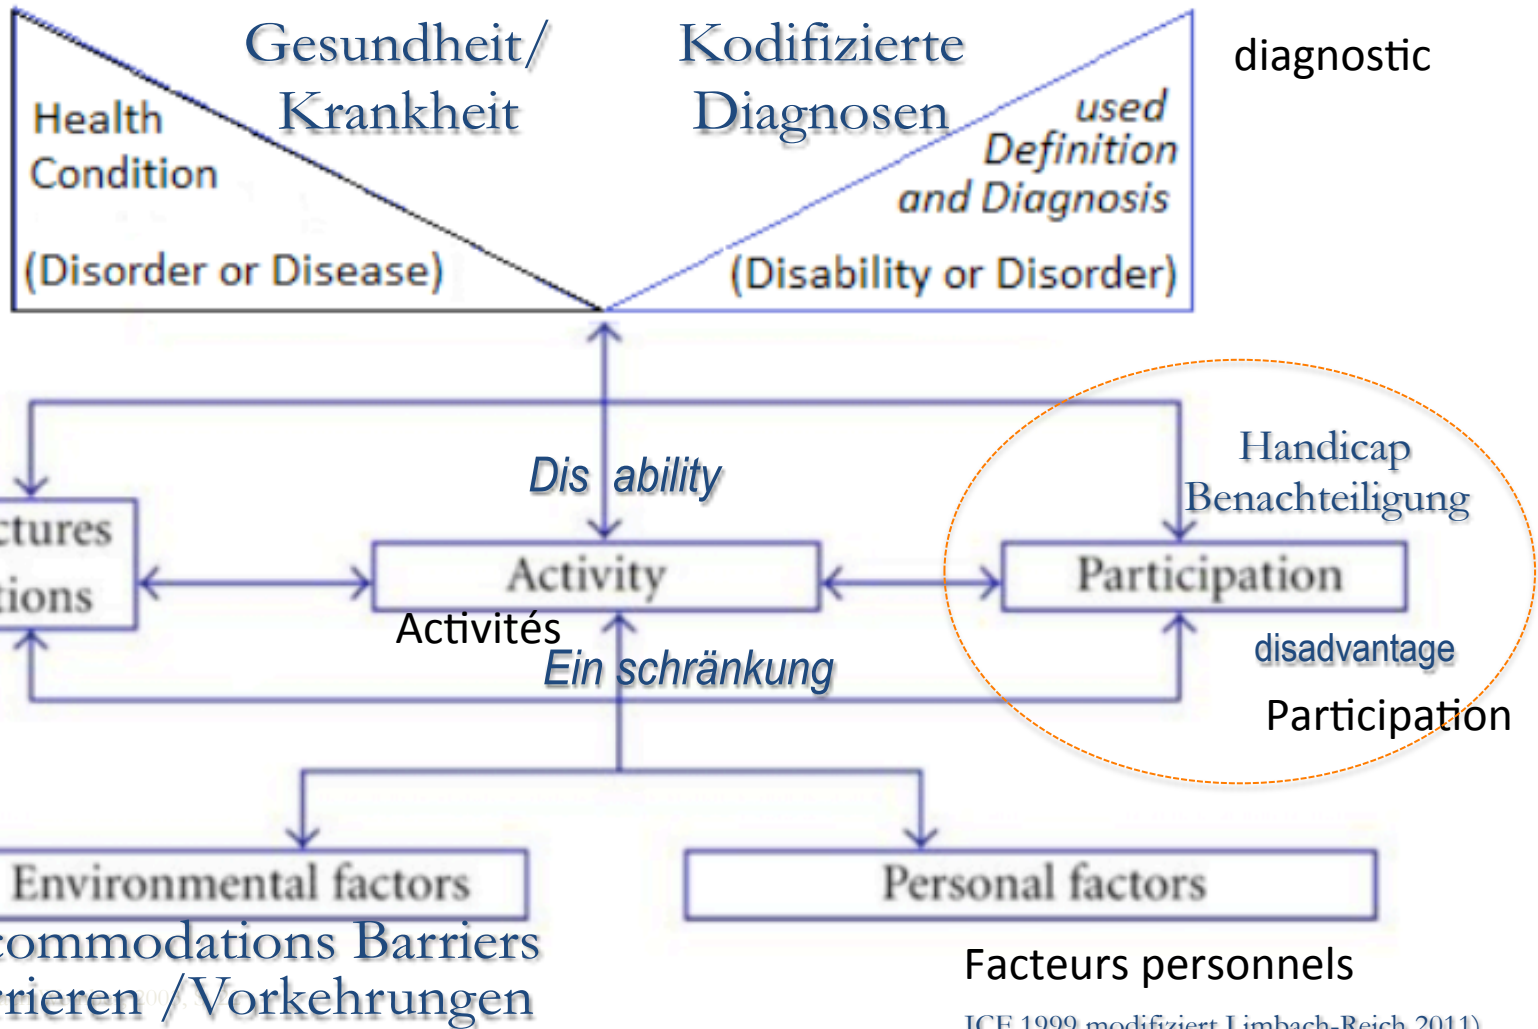 Gesundheit/
Krankheit
Kodifizierte
Diagnosen
diagnostic
Health
Condition
(Disorder or Disease)
used
Definition
and Diagnosis
(Disability or Disorder)
Dis ability
Handicap
Benachteiligung
ctures
tions
Activity
Participation
Activités
Ein schränkung
disadvantage
Participation
Environmental factors
Personal factors
commodations Barriers
rrieren /Vorkehrungen
Facteurs personnels
ICF 1999 modifiziert Limbach-Reich 2011)